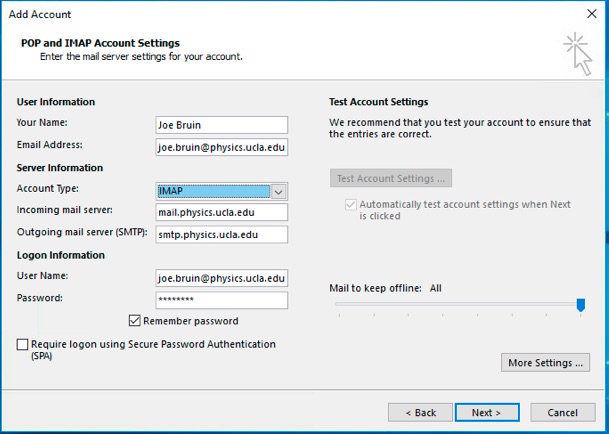 Add Account
POP and IMAP Account Settings
Enter the mail server settings for your account.
User Information
Your Name: Joe Bruin
Email Address: joe.bruin@physics.ucla.edu
Server Information
Account Type: IMAP
Incoming mail server: mail.physics.ucla.edu
Outgoing mail server (SMTP): smtp.physics.ucla.edu
Logon Information
User Name: joe.bruin@physics.ucla.edu
Password: ********
Remember password
Require logon using Secure Password Authentication
(SPA)
Test Account Settings
We recommend that you test your account to ensure that
the entries are correct.
Test Account Settings ...
Automatically test account settings when Next
is clicked
Mail to keep offline: All
More Settings ...
< Back
Next >
Cancel